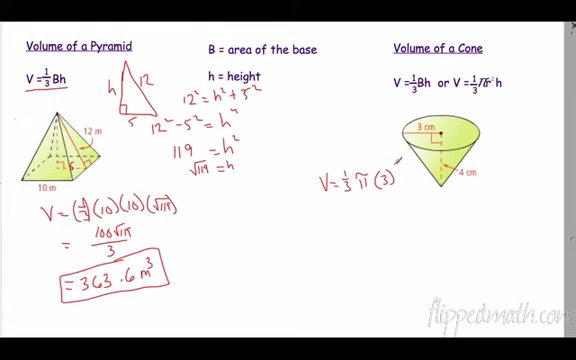 Volume of a Pyramid
V = 1/3 Bh
B = area of the base
h = height
Volume of a Cone
V = 1/3 Bh or V = 1/3 πr² h
h
12
5
12² = h² + 5²
12² - 5² = h²
119 = h²
√119 = h
12 m
5
10 m
V = (1/3)(10)(10)(√119)
= 100√119 / 3
= 363.6 m³
3 cm
4 cm
V = 1/3 π (3)
flippedmath.com